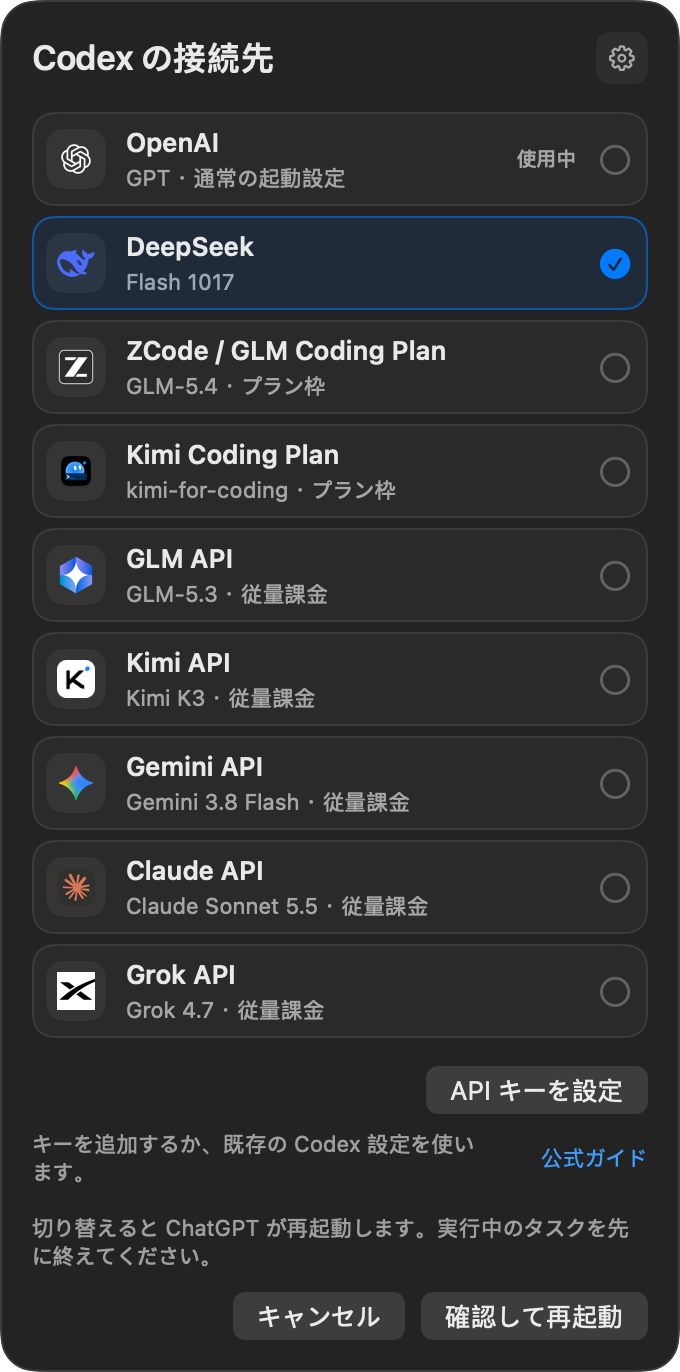 Codex の接続先
OpenAI
GPT · 通常の起動設定
使用中
DeepSeek
Flash 1017
ZCode / GLM Coding Plan
GLM-5.4 · プラン枠
Kimi Coding Plan
kimi-for-coding · プラン枠
GLM API
GLM-5.3 · 従量課金
Kimi API
Kimi K3 · 従量課金
Gemini API
Gemini 3.8 Flash · 従量課金
Claude API
Claude Sonnet 5.5 · 従量課金
Grok API
Grok 4.7 · 従量課金
API キーを設定
キーを追加するか、既存の Codex 設定を使い
ます。
公式ガイド
切り替えると ChatGPT が再起動します。実行中のタスクを先
に終えてください。
キャンセル
確認して再起動